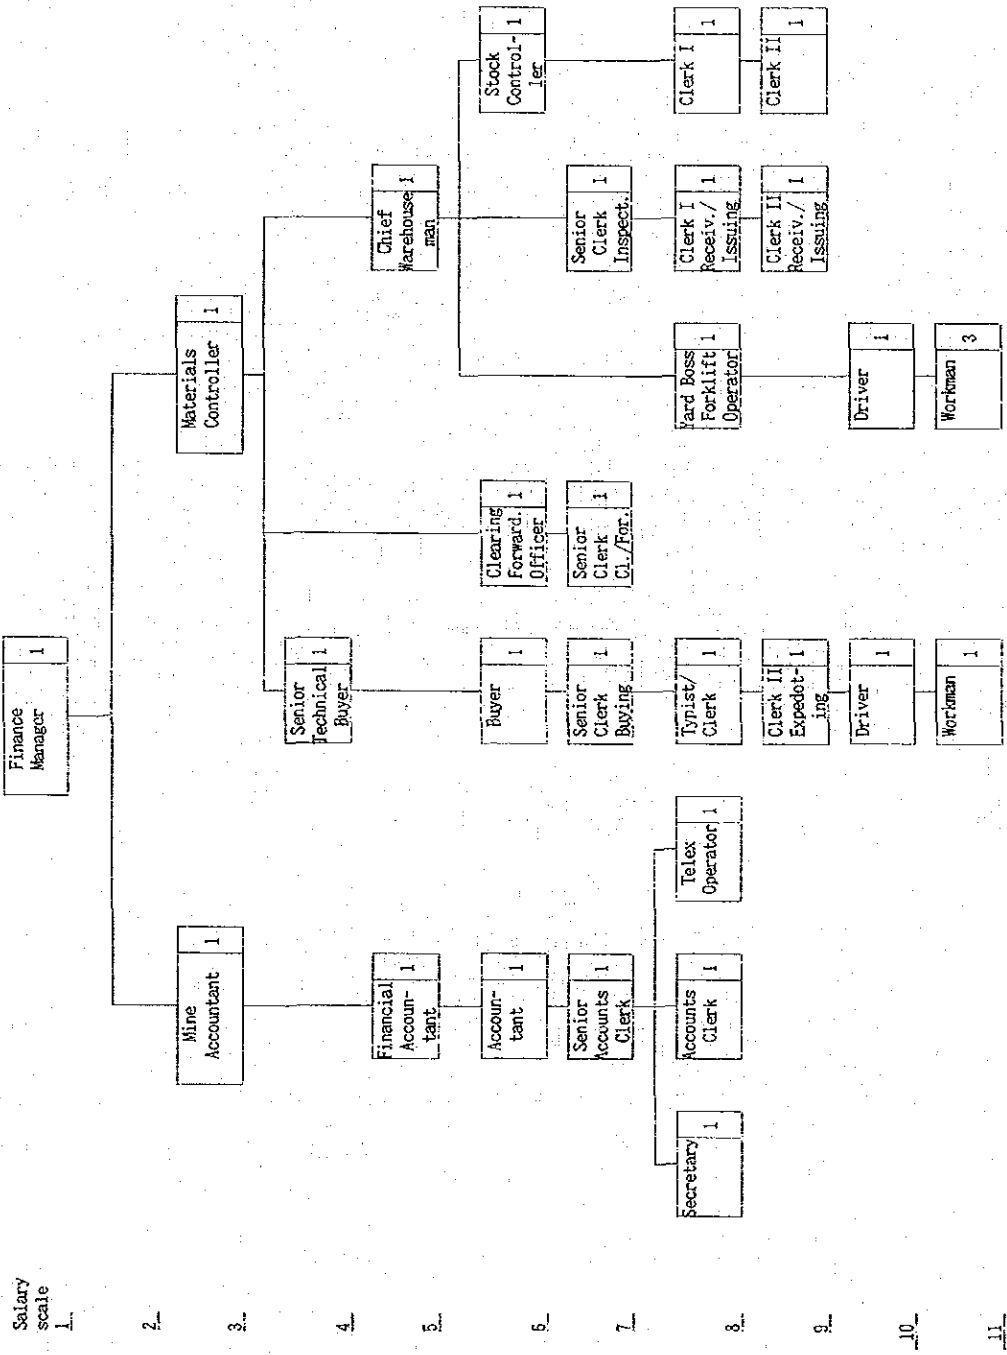 Salary
scale
1
Finance
Manager
1
2
3
Mine
Accountant
1
Materials
Controller
1
4
Senior
Technical
Buyer
1
5
Financial
Accoun-
tant
1
Chief
Warehouse
man
1
6
Accoun-
tant
1
Buyer
1
Clearing
Forward.
Officer
1
Stock
Control-
ler
1
7
Senior
Accounts
Clerk
1
Senior
Clerk
Buying
1
Senior
Clerk
Cl./For.
1
Senior
Clerk
Inspect.
1
8
Secretary
1
Accounts
Clerk
1
Telex
Operator
1
Typist/
Clerk
1
Yard Boss
Forklift
Operator
1
Clerk I
Receiv./
Issuing
1
Clerk I
1
9
Clerk II
Expedot-
ing
1
Clerk II
Receiv./
Issuing
1
Clerk II
1
10
Driver
1
Driver
1
11
Workman
1
Workman
3